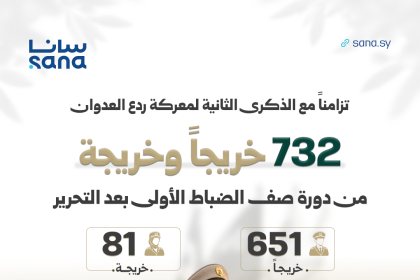 سانا
sana
sana.sy
تزامناً مع الذكرى الثانية لمعركة ردع العدوان
732 خريجاً وخريجة
من دورة صف الضباط الأولى بعد التحرير
651
خريجاً
81
خريجة